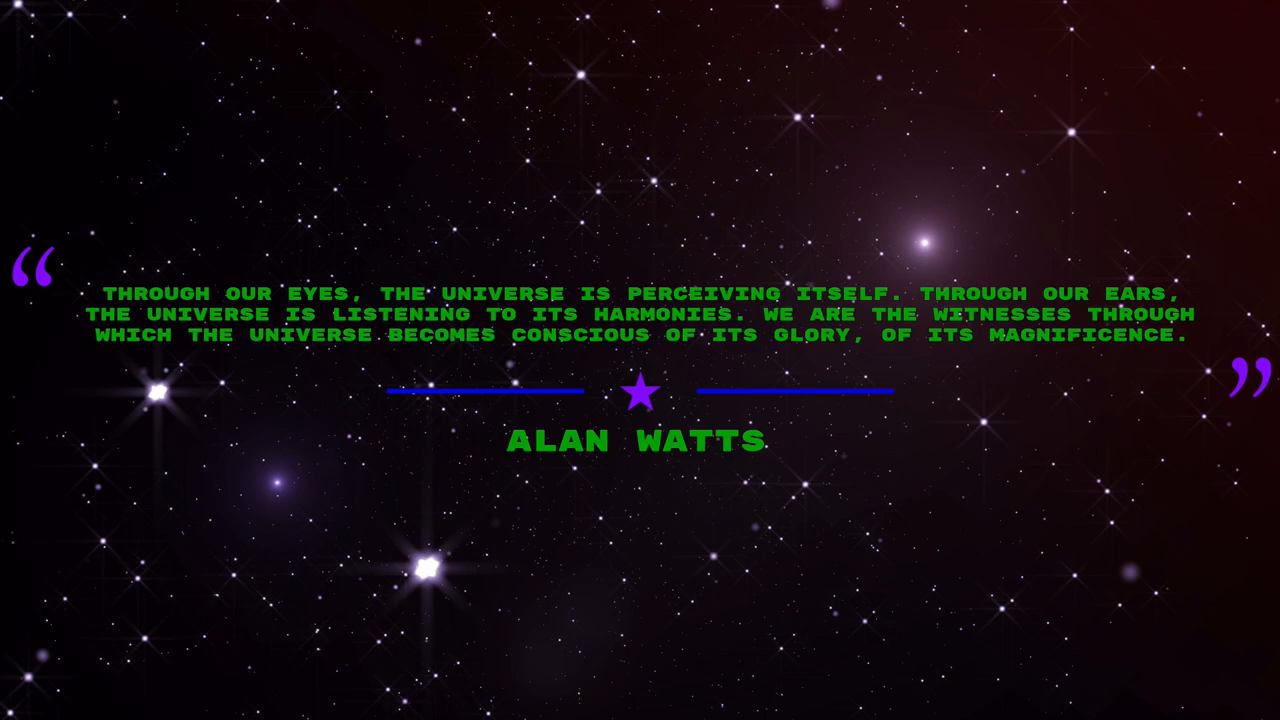 “
THROUGH OUR EYES, THE UNIVERSE IS PERCEIVING ITSELF. THROUGH OUR EARS,
THE UNIVERSE IS LISTENING TO ITS HARMONIES. WE ARE THE WITNESSES THROUGH
WHICH THE UNIVERSE BECOMES CONSCIOUS OF ITS GLORY, OF ITS MAGNIFICENCE.
”
ALAN WATTS